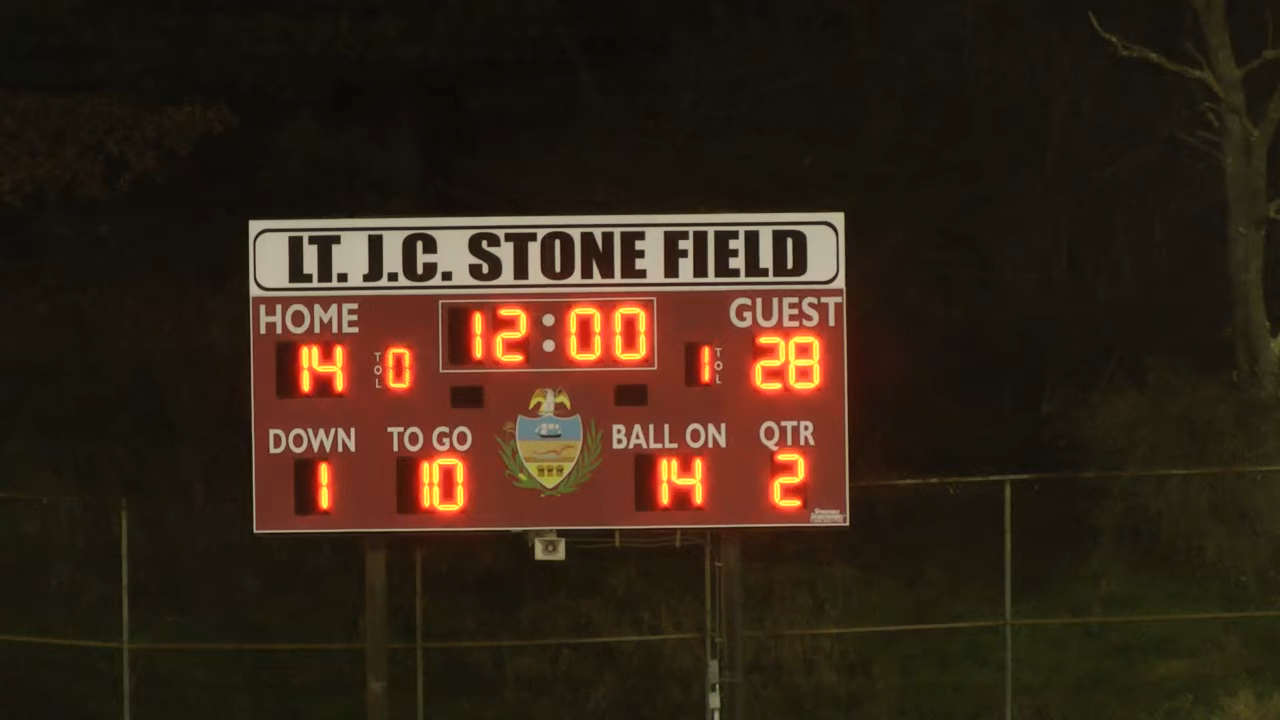 LT. J.C. STONE FIELD
HOME 12:00 GUEST
14 TOL 0 1 TOL 28
DOWN TO GO BALL ON QTR
1 10 14 2